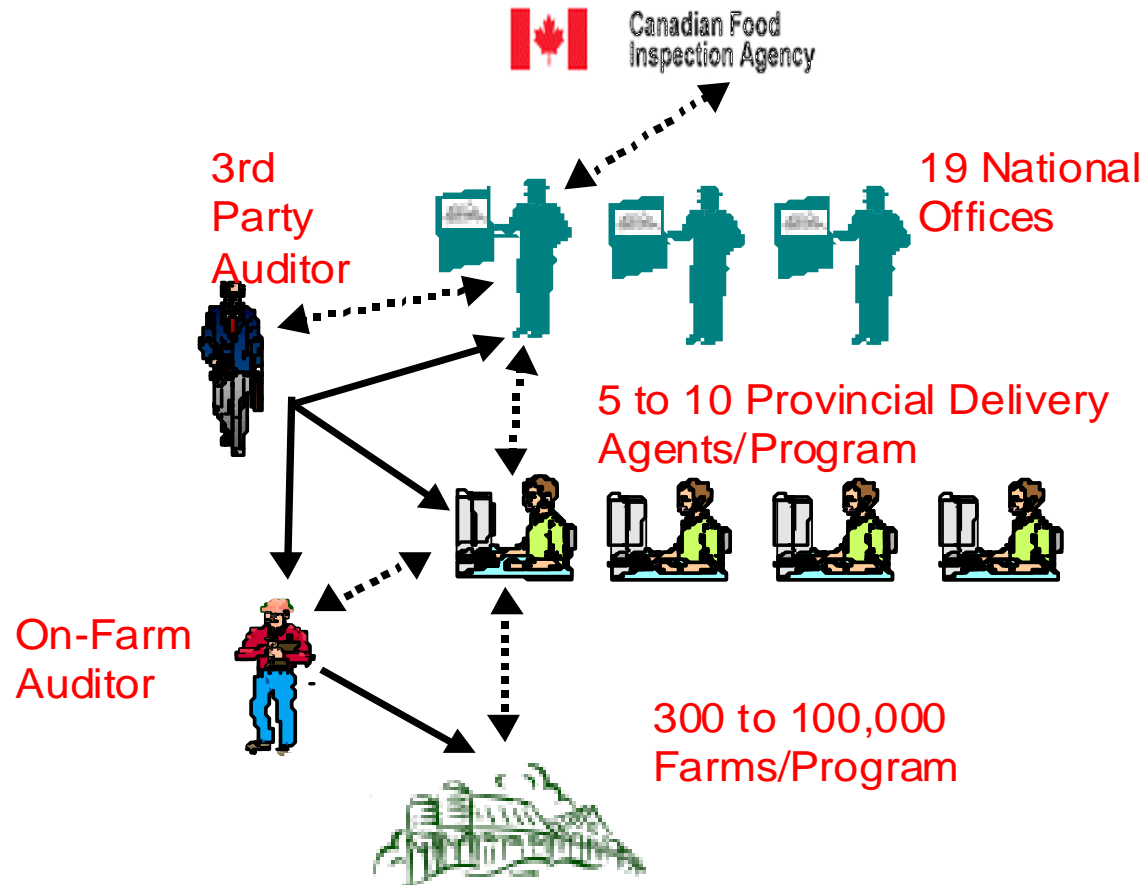 Canadian Food
Inspection Agency
3rd
Party
Auditor
19 National
Offices
5 to 10 Provincial Delivery
Agents/Program
On-Farm
Auditor
300 to 100,000
Farms/Program